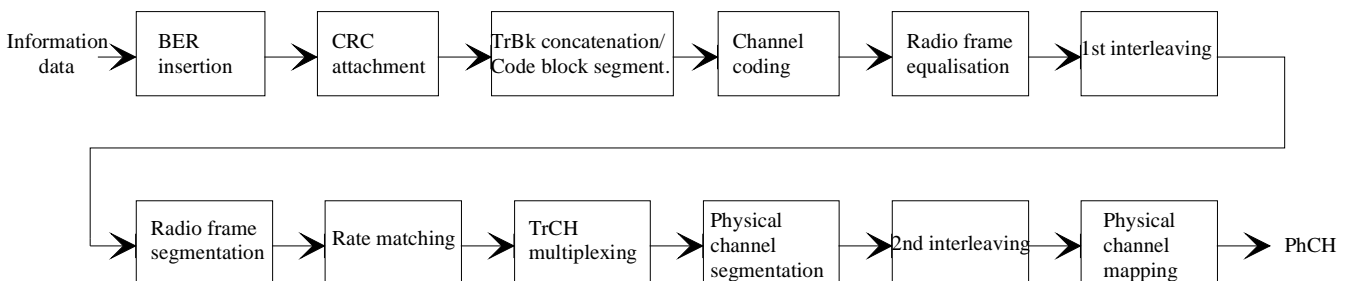 Information
data
BER
insertion
CRC
attachment
TrBk concatenation/
Code block segment.
Channel
coding
Radio frame
equalisation
1st interleaving
Radio frame
segmentation
Rate matching
TrCH
multiplexing
Physical
channel
segmentation
2nd interleaving
Physical
channel
mapping
PhCH